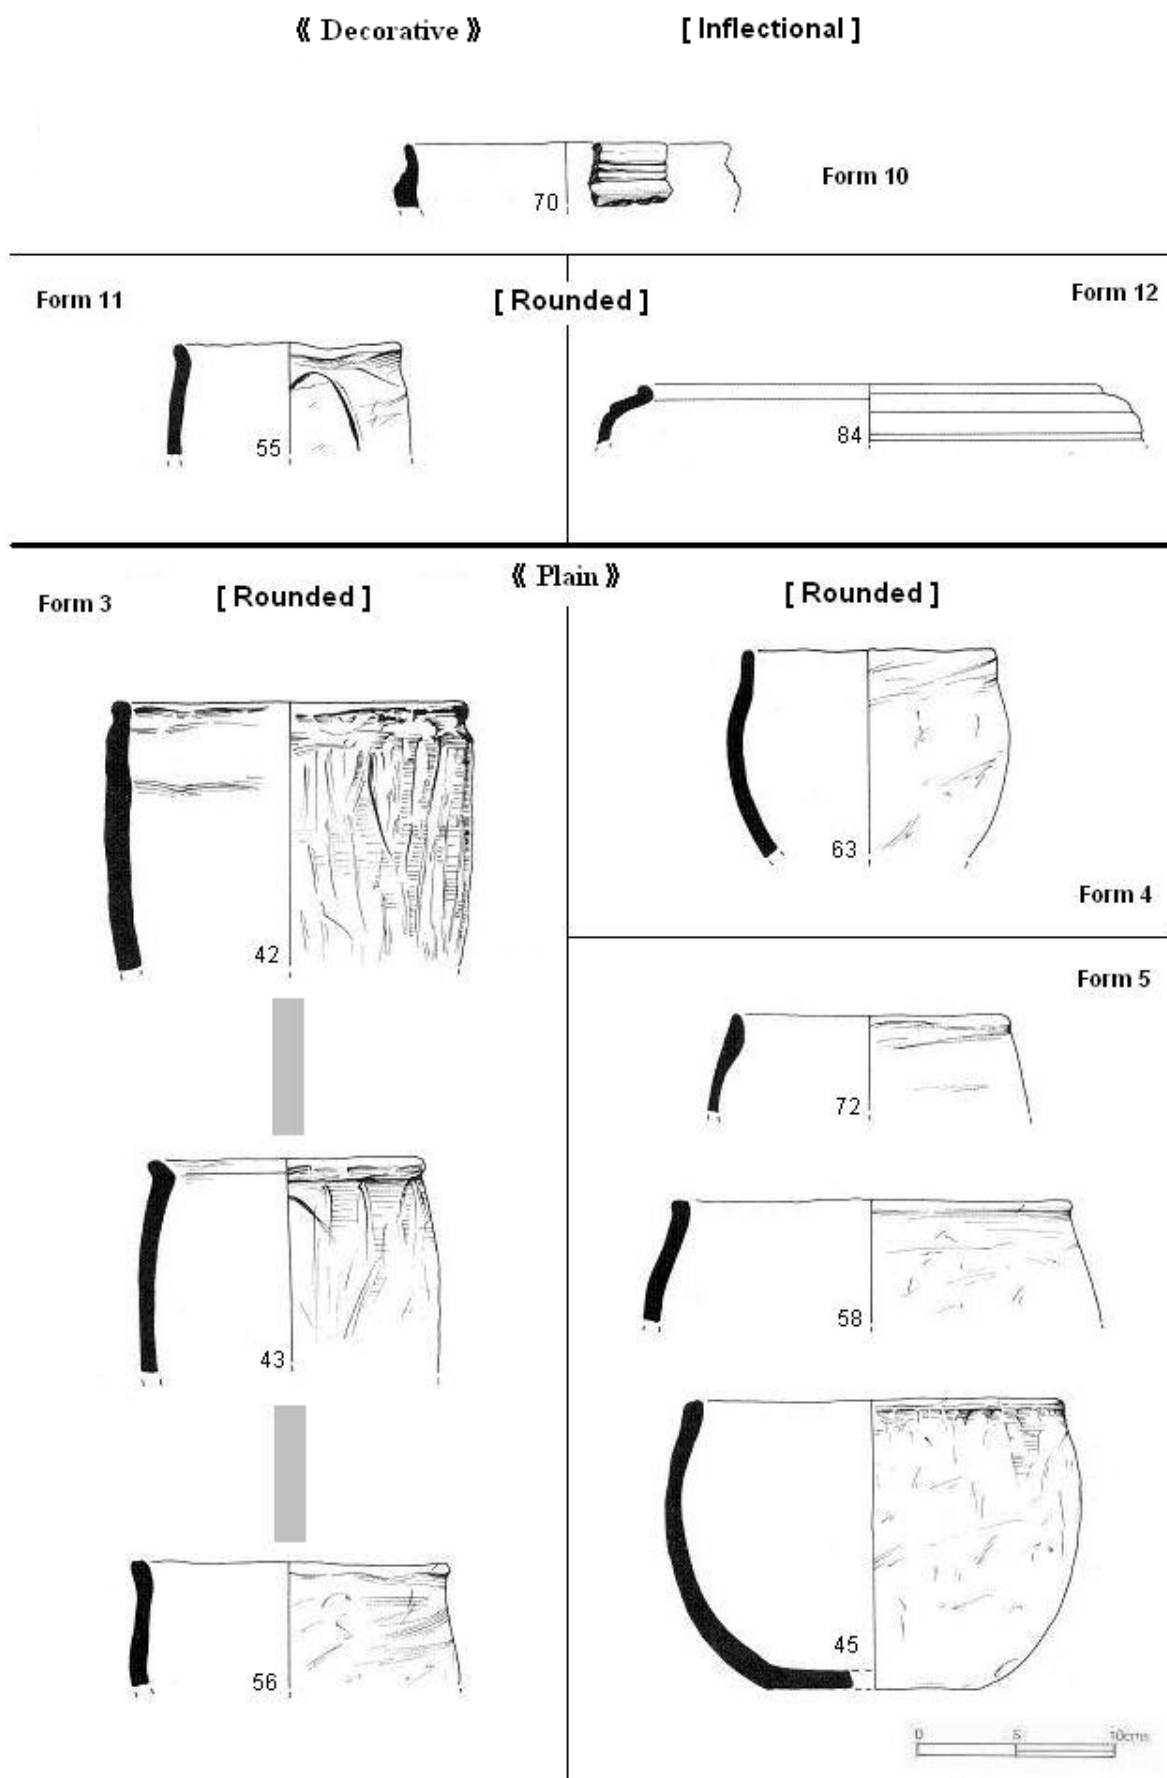 《 Decorative 》 [ Inflectional ]
Form 10
70
Form 11 [ Rounded ] Form 12
55
84
《 Plain 》
Form 3 [ Rounded ] [ Rounded ]
63
Form 4
42
Form 5
72
58
43
45
56
0 5 10cms